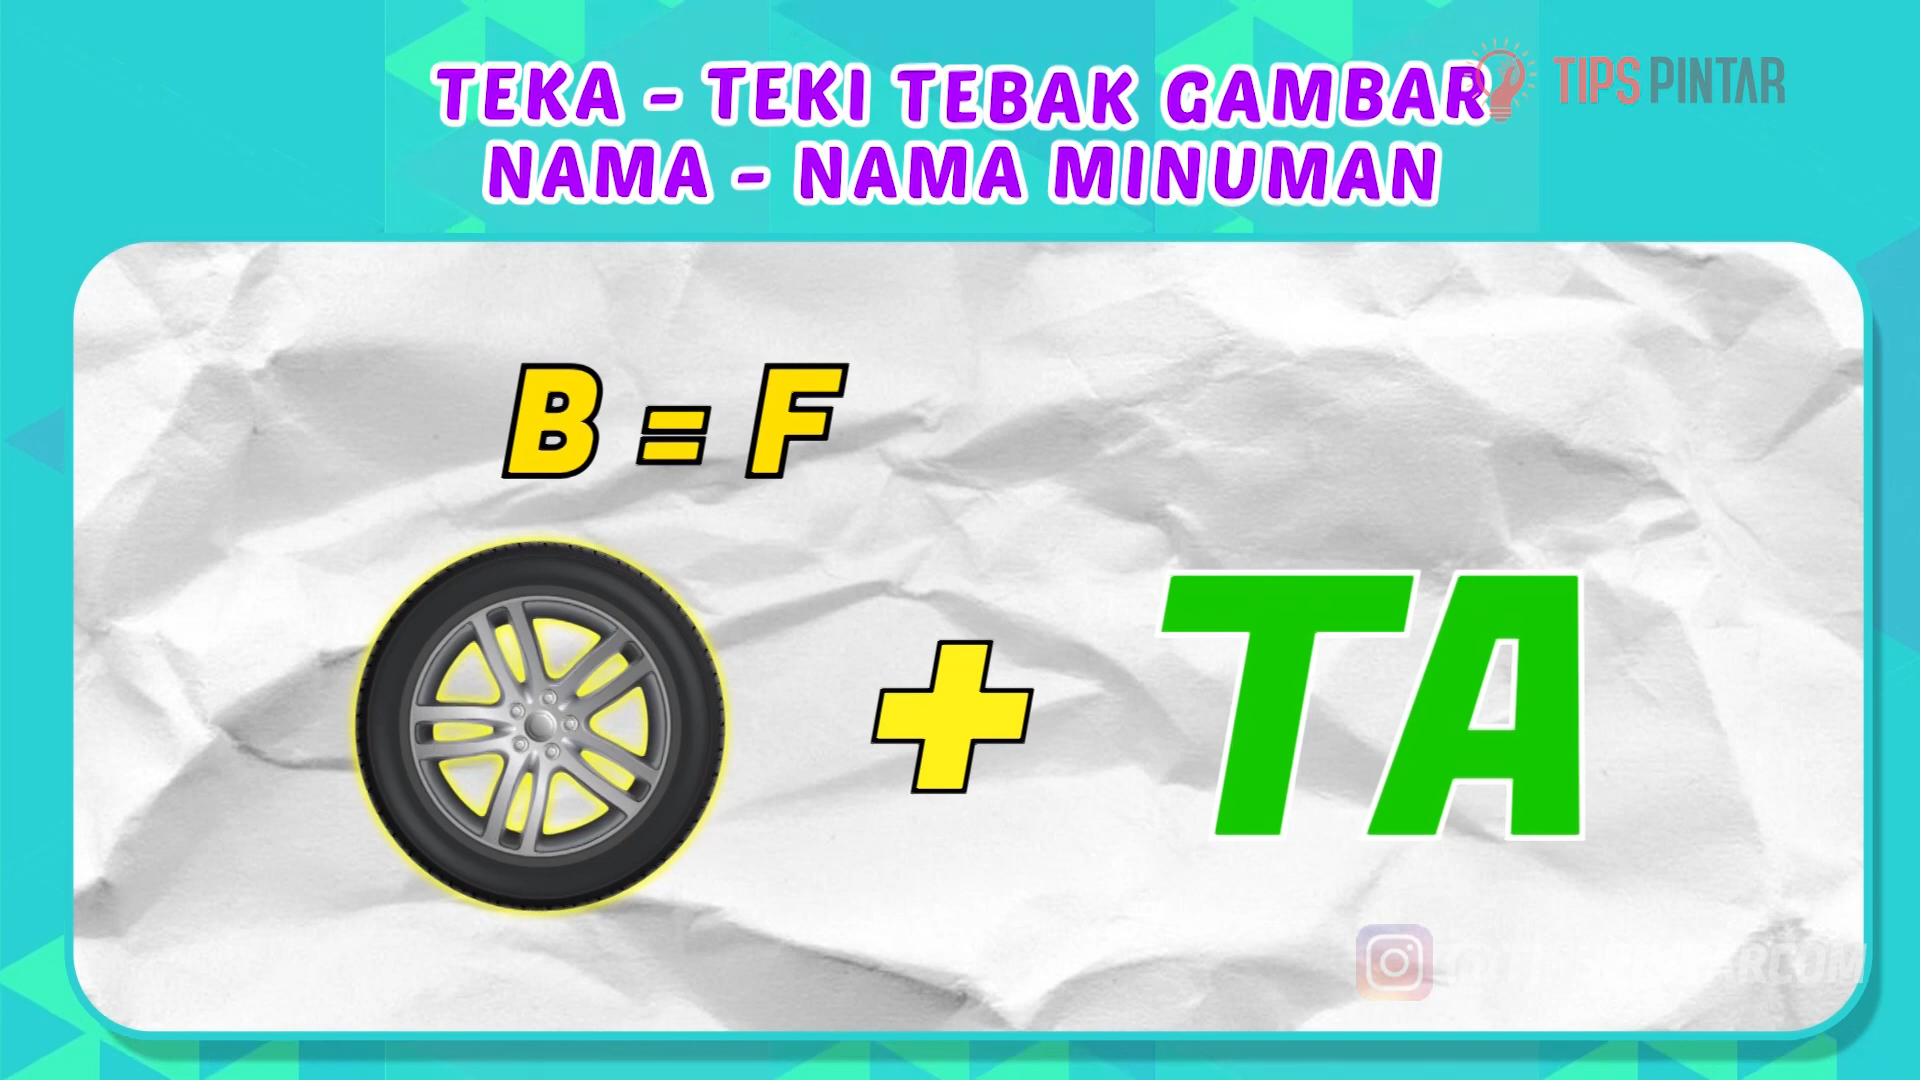 TEKA - TEKI TEBAK GAMBAR
NAMA - NAMA MINUMAN
TIPS PINTAR
B = F
+ TA